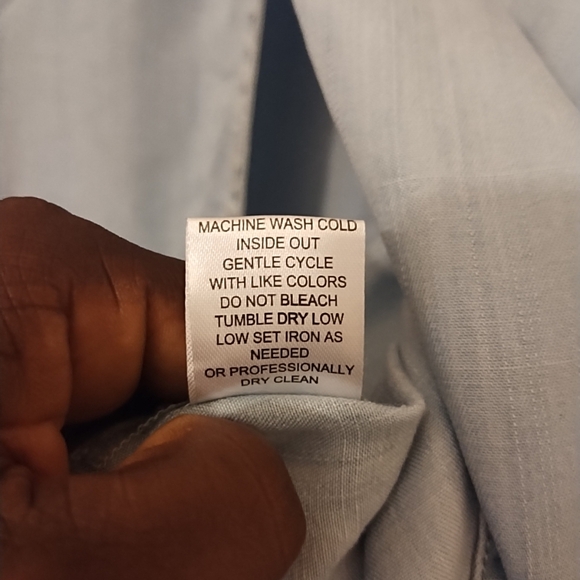 MACHINE WASH COLD
INSIDE OUT
GENTLE CYCLE
WITH LIKE COLORS
DO NOT BLEACH
TUMBLE DRY LOW
LOW SET IRON AS
NEEDED
OR PROFESSIONALLY
DRY CLEAN